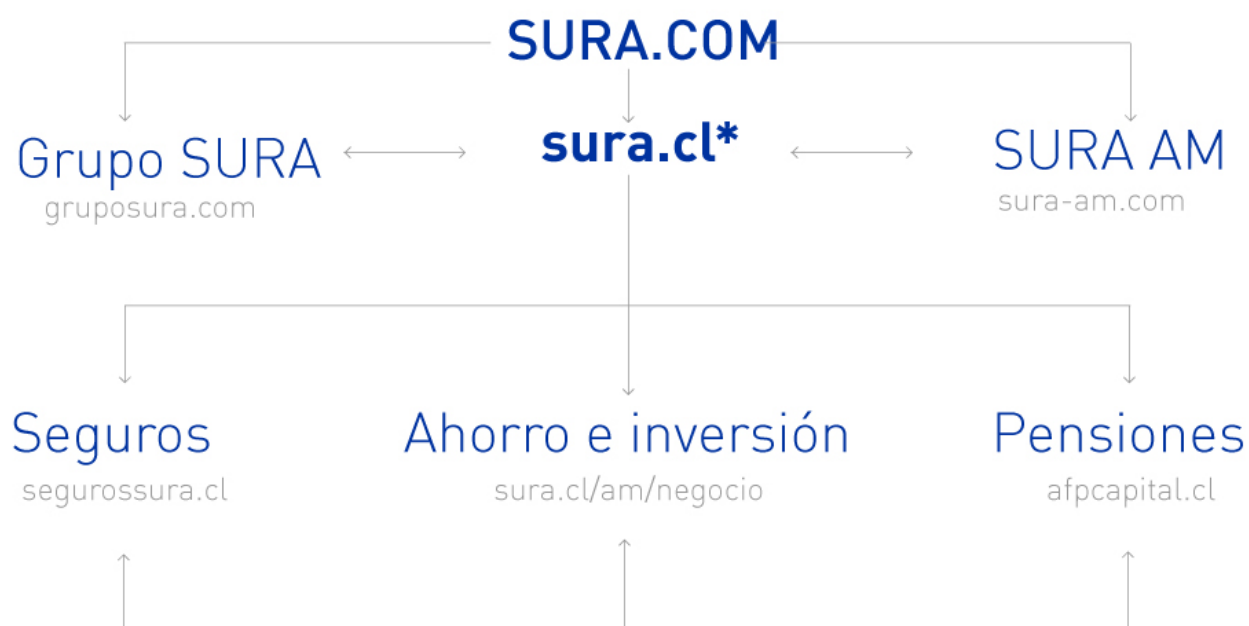 SURA.COM
Grupo SURA
gruposura.com
sura.cl*
SURA AM
sura-am.com
Seguros
segurossura.cl
Ahorro e inversión
sura.cl/am/negocio
Pensiones
afpcapital.cl